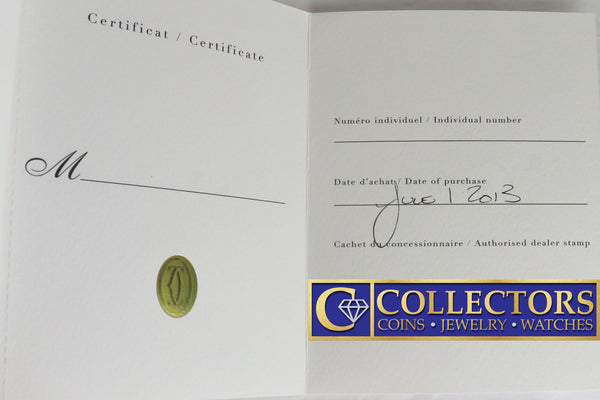 Certificat / Certificate
M
Numéro individuel / Individual number
Date d'achat / Date of purchase
June 1 2013
Cachet du concessionnaire / Authorised dealer stamp
COLLECTORS
COINS • JEWELRY • WATCHES